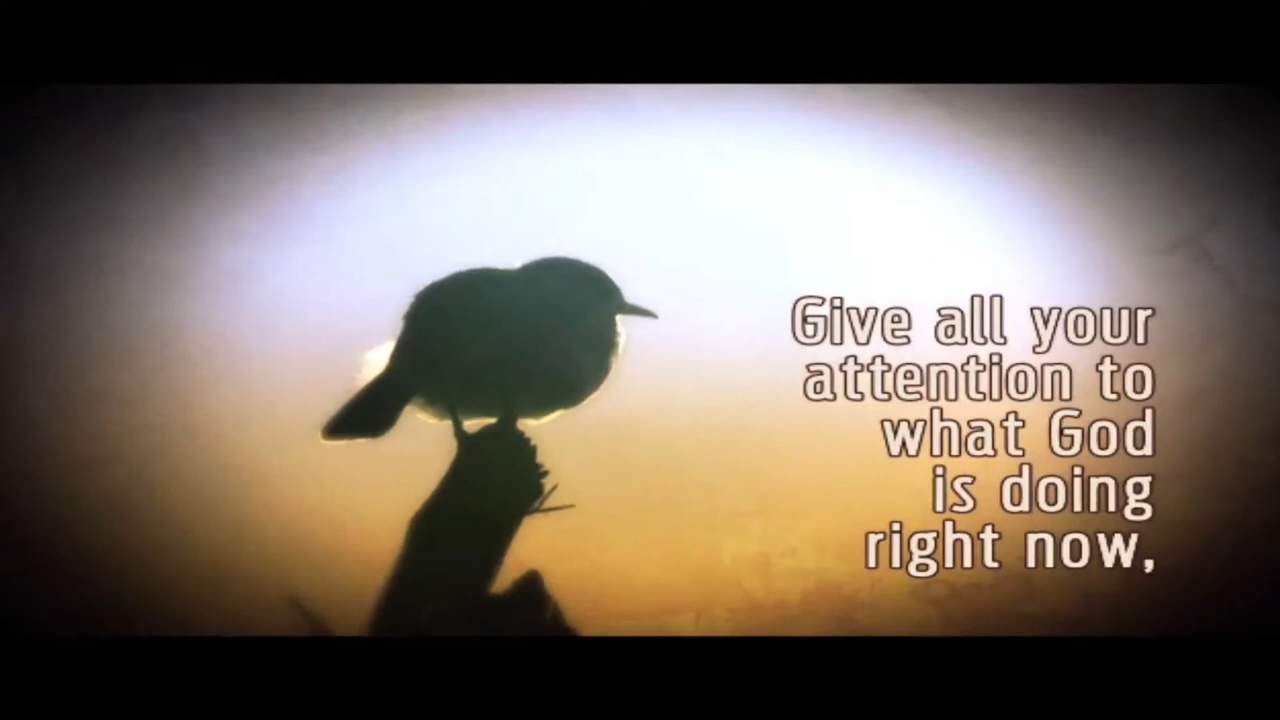 Give all your
attention to
what God
is doing
right now,